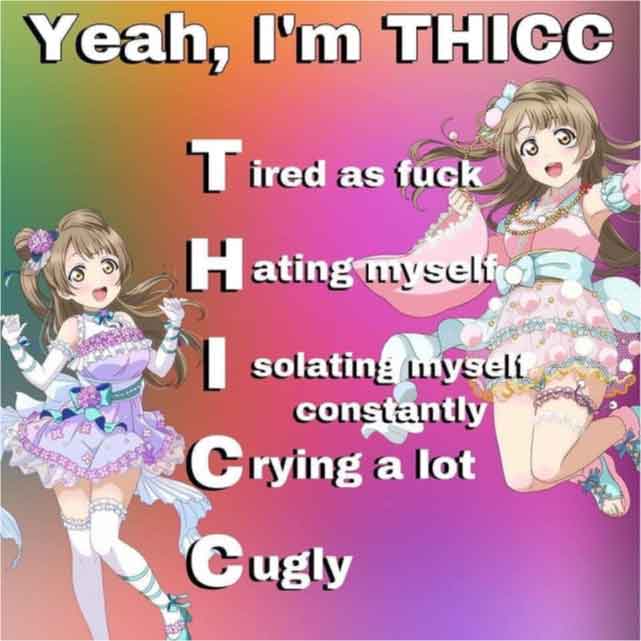 Yeah, I'm THICC
Tired as fuck
Hating myself
Isolating myself
constantly
Crying a lot
Cugly